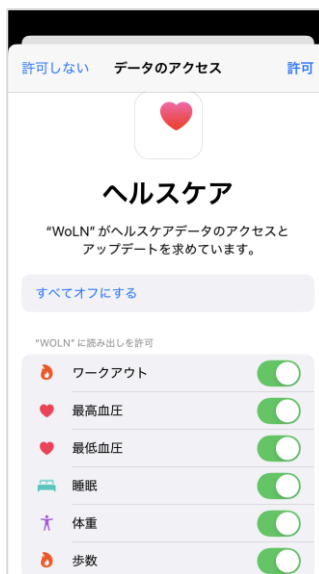 許可しない データのアクセス 許可
ヘルスケア
“WoLN”がヘルスケアデータのアクセスと
アップデートを求めています。
すべてオフにする
“WOLN”に読み出しを許可
ワークアウト
最高血圧
最低血圧
睡眠
体重
歩数